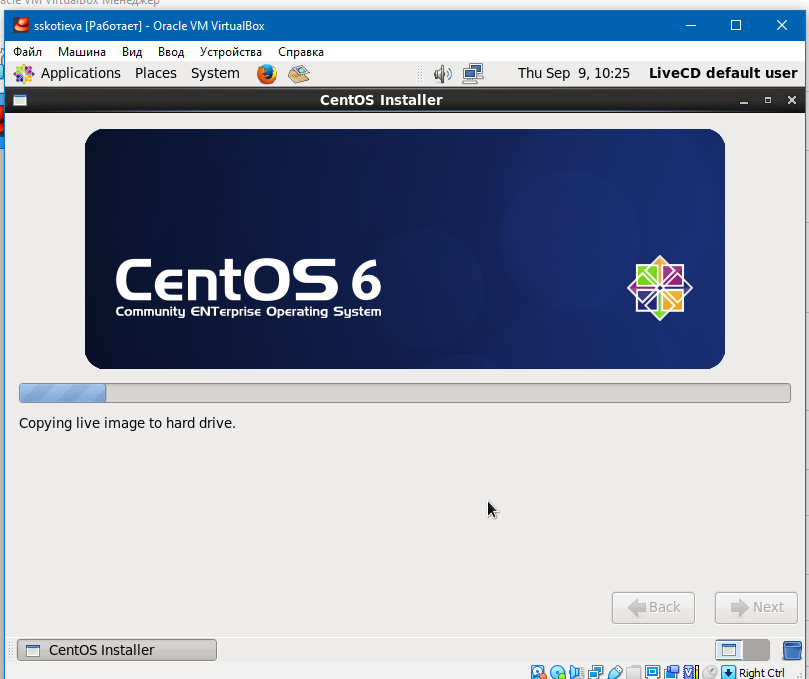 acle VM VirtualBox Менеджер
sskotieva [Работает] - Oracle VM VirtualBox
Файл Машина Вид Ввод Устройства Справка
Applications Places System Thu Sep 9, 10:25 LiveCD default user
CentOS Installer
CentOS 6
Community ENTerprise Operating System
Copying live image to hard drive.
Back Next
CentOS Installer
Right Ctrl